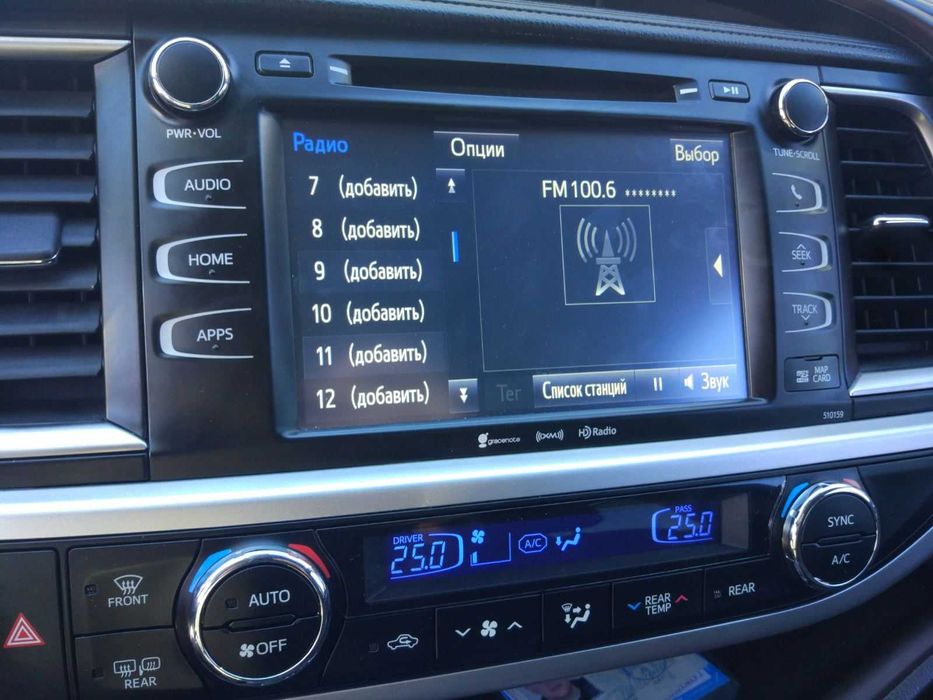 PWR•VOL
AUDIO
HOME
APPS
Радио
Опции
Выбор
7 (добавить)
8 (добавить)
9 (добавить)
10 (добавить)
11 (добавить)
12 (добавить)
FM 100.6 ********
Тег
Список станций
Звук
TUNE•SCROLL
SEEK
TRACK
MAP CARD
510159
gracenote
((XM))
HD Radio
DRIVER
25.0
A/C
PASS
25.0
FRONT
REAR
AUTO
OFF
REAR TEMP
REAR
SYNC
A/C